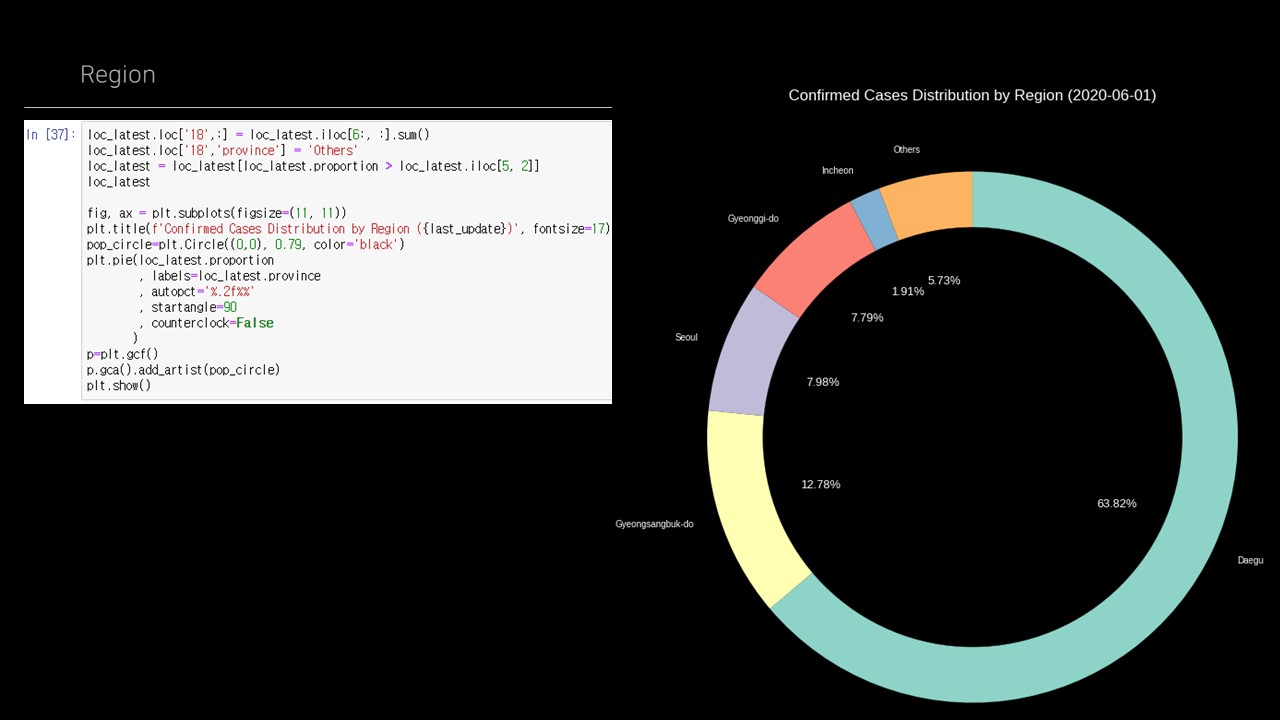 Region
In [37]:
loc_latest.loc['18',:] = loc_latest.iloc[6:, :].sum()
loc_latest.loc['18','province'] = 'Others'
loc_latest = loc_latest[loc_latest.proportion > loc_latest.iloc[5, 2]]
loc_latest
fig, ax = plt.subplots(figsize=(11, 11))
plt.title(f'Confirmed Cases Distribution by Region ({last_update})', fontsize=17)
pop_circle=plt.Circle((0,0), 0.79, color='black')
plt.pie(loc_latest.proportion
, labels=loc_latest.province
, autopct='%.2f%%'
, startangle=90
, counterclock=False
)
p=plt.gcf()
p.gca().add_artist(pop_circle)
plt.show()
Confirmed Cases Distribution by Region (2020-06-01)
Others
Incheon
Gyeonggi-do
Seoul
Gyeongsangbuk-do
Daegu
5.73%
1.91%
7.79%
7.98%
12.78%
63.82%